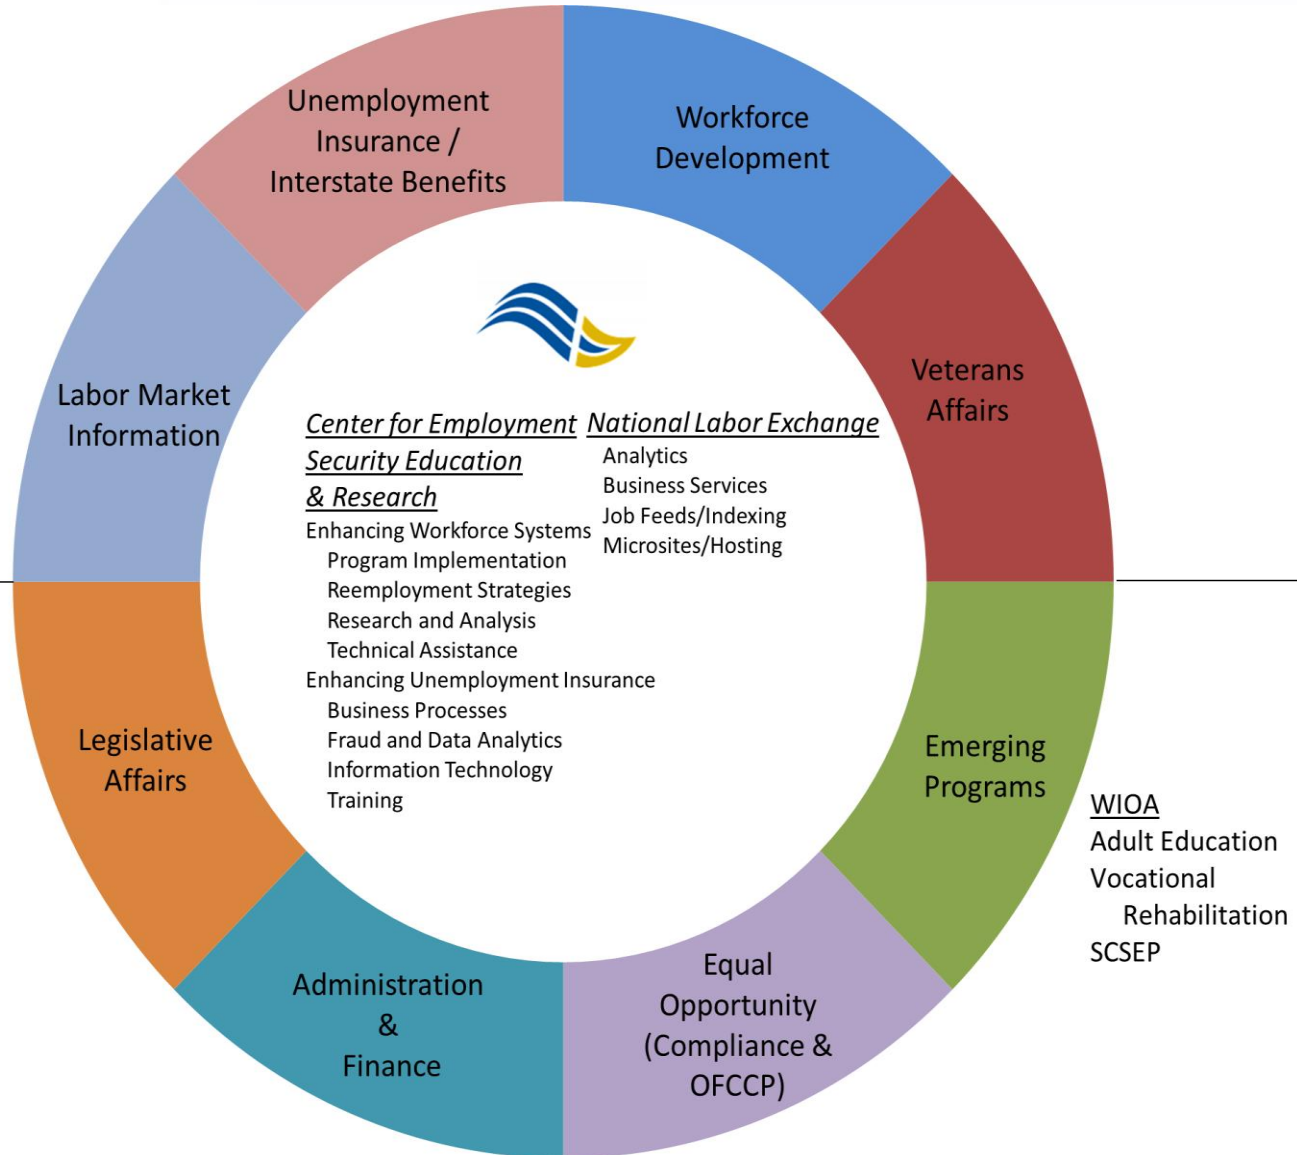 Unemployment
Insurance /
Interstate Benefits
Workforce
Development
Veterans
Affairs
Labor Market
Information
Center for Employment
Security Education
& Research
Enhancing Workforce Systems
Program Implementation
Reemployment Strategies
Research and Analysis
Technical Assistance
Enhancing Unemployment Insurance
Business Processes
Fraud and Data Analytics
Information Technology
Training
National Labor Exchange
Analytics
Business Services
Job Feeds/Indexing
Microsites/Hosting
Legislative
Affairs
Emerging
Programs
WIOA
Adult Education
Vocational
Rehabilitation
SCSEP
Administration
&
Finance
Equal
Opportunity
(Compliance &
OFCCP)